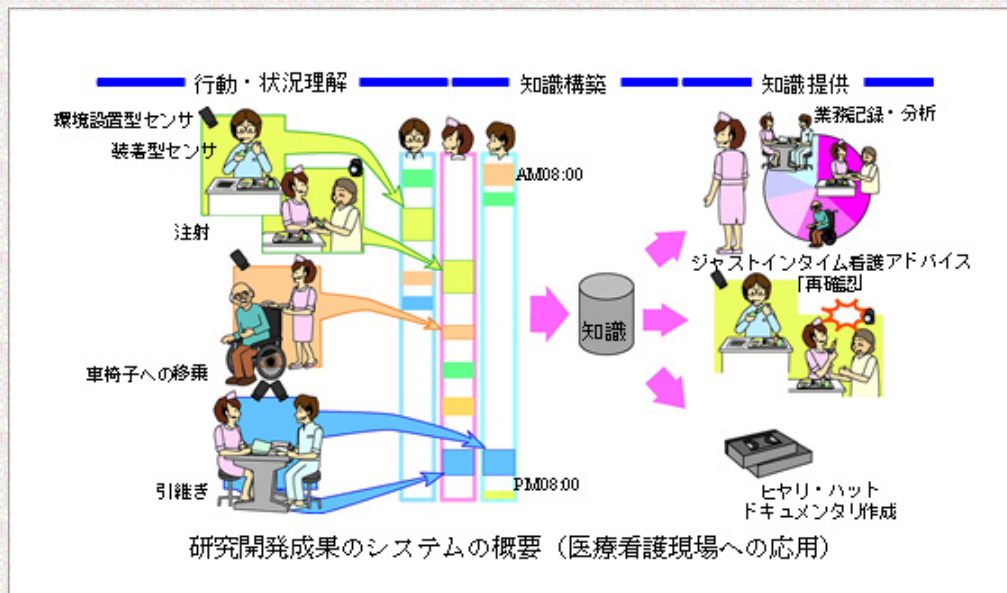 行動・状況理解
知識構築
知識提供
環境設置型センサ
装着型センサ
注射
車椅子への移乗
引継ぎ
AM08:00
PM08:00
知識
業務記録・分析
ジャストインタイム看護アドバイス
「再確認」
ヒヤリ・ハット
ドキュメンタリ作成
研究開発成果のシステムの概要（医療看護現場への応用）